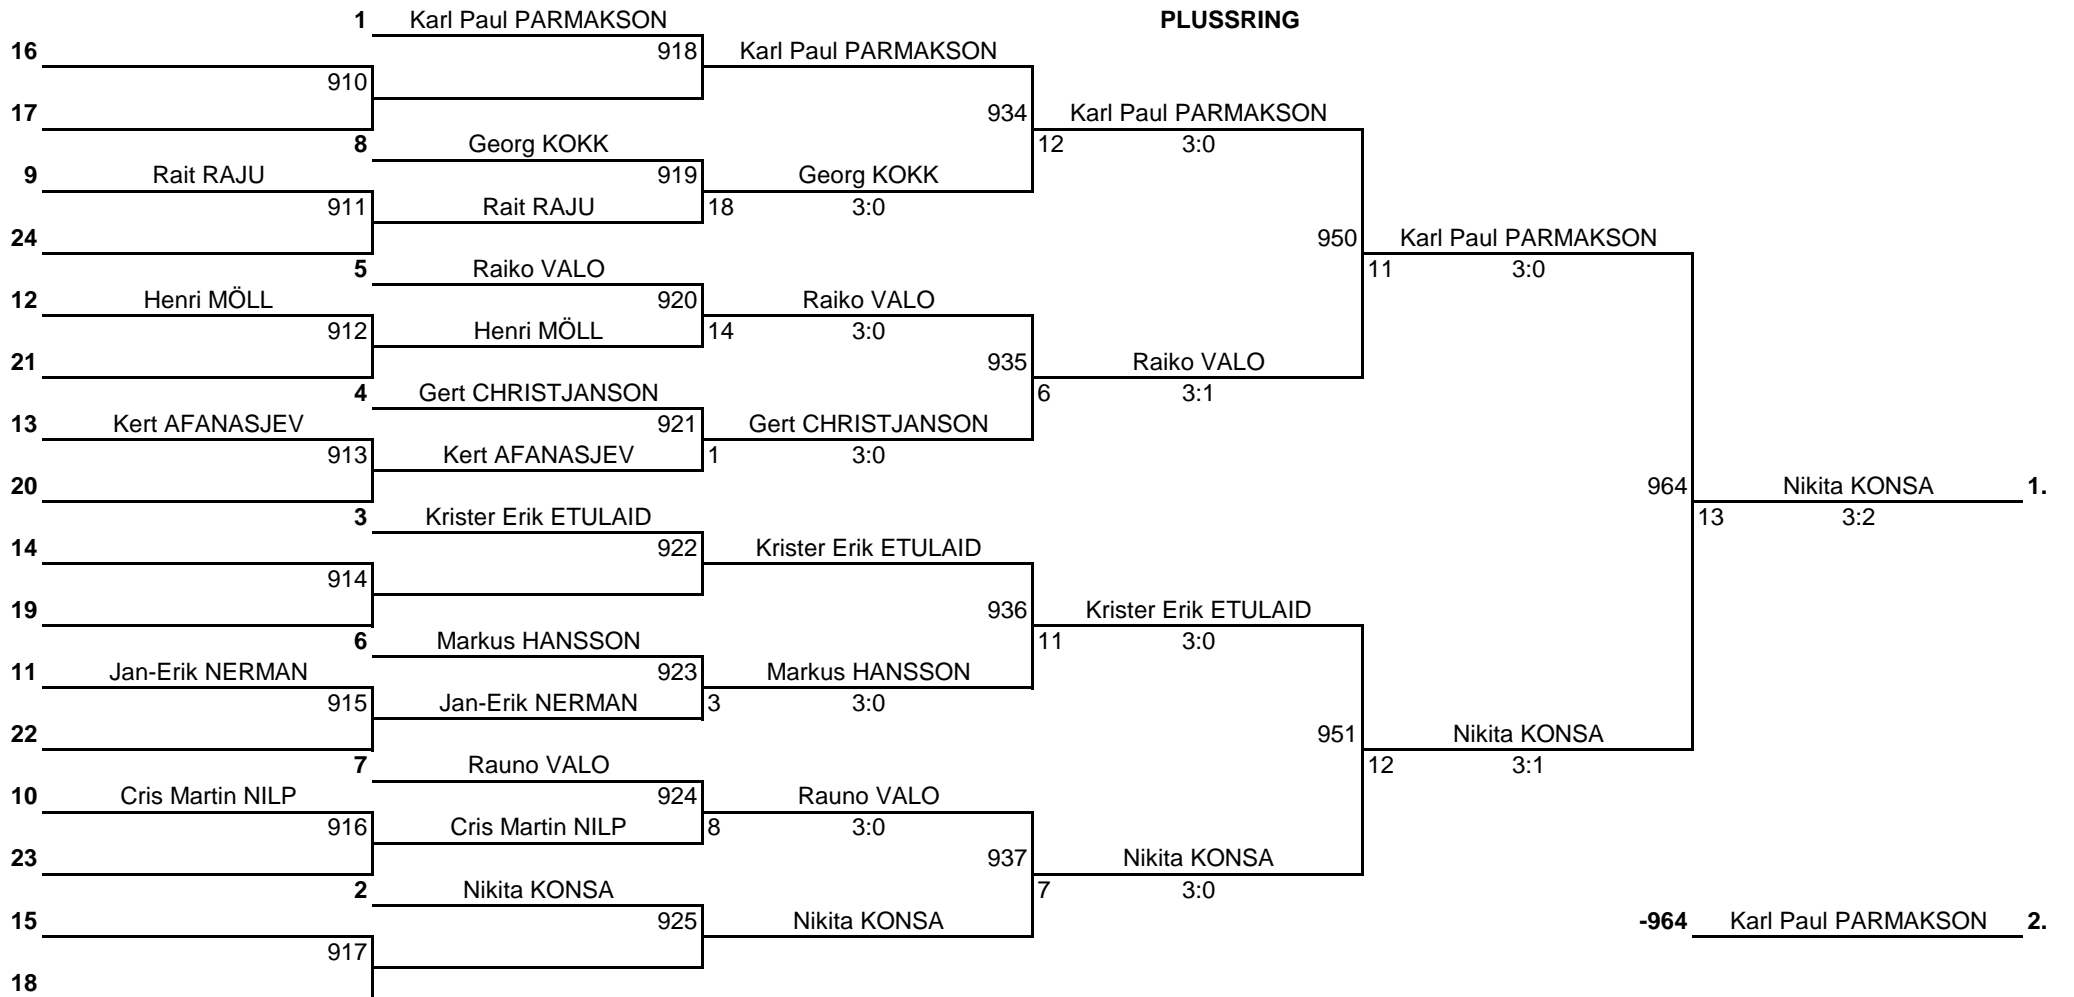 1 Karl Paul PARMAKSON PLUSSRING
16 918 Karl Paul PARMAKSON
910
17 934 Karl Paul PARMAKSON
8 Georg KOKK 12 3:0
9 Rait RAJU 919 Georg KOKK
911 Rait RAJU 18 3:0
24 950 Karl Paul PARMAKSON
5 Raiko VALO 11 3:0
12 Henri MÖLL 920 Raiko VALO
912 Henri MÖLL 14 3:0
21 935 Raiko VALO
4 Gert CHRISTJANSON 6 3:1
13 Kert AFANASJEV 921 Gert CHRISTJANSON
913 Kert AFANASJEV 1 3:0
20 964 Nikita KONSA 1.
3 Krister Erik ETULAID 13 3:2
14 922 Krister Erik ETULAID
914
19 936 Krister Erik ETULAID
6 Markus HANSSON 11 3:0
11 Jan-Erik NERMAN 923 Markus HANSSON
915 Jan-Erik NERMAN 3 3:0
22 951 Nikita KONSA
7 Rauno VALO 12 3:1
10 Cris Martin NILP 924 Rauno VALO
916 Cris Martin NILP 8 3:0
23 937 Nikita KONSA
2 Nikita KONSA 7 3:0
15 925 Nikita KONSA -964 Karl Paul PARMAKSON 2.
917
18